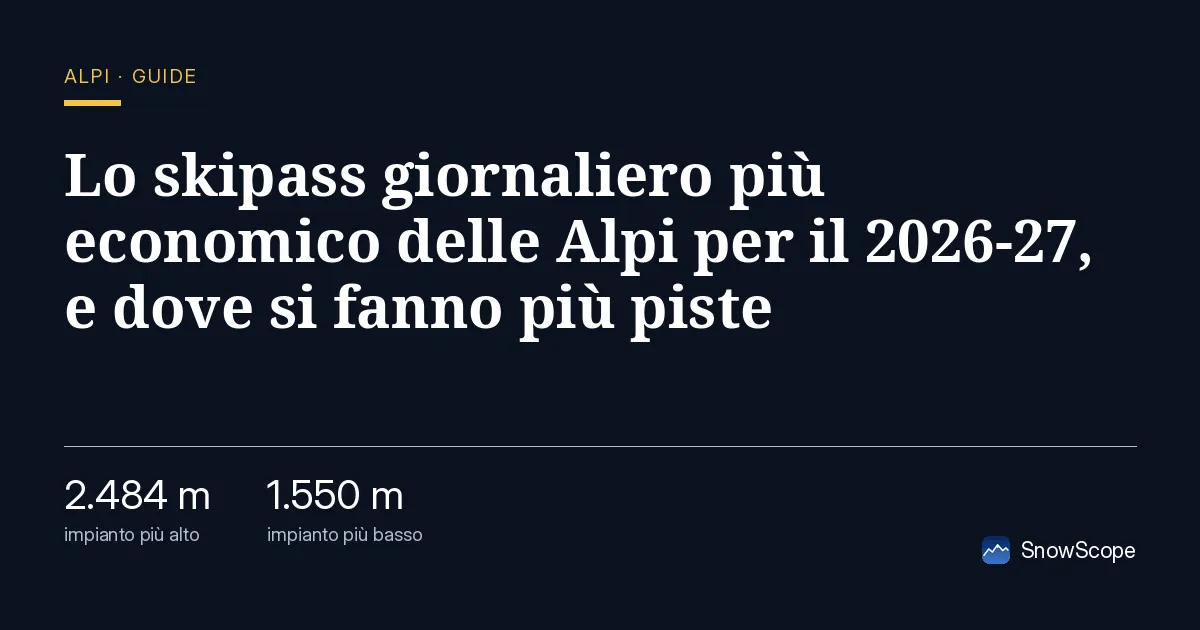 ALPI · GUIDE
Lo skipass giornaliero più
economico delle Alpi per il 2026-27,
e dove si fanno più piste
2.484 m
impianto più alto
1.550 m
impianto più basso
SnowScope